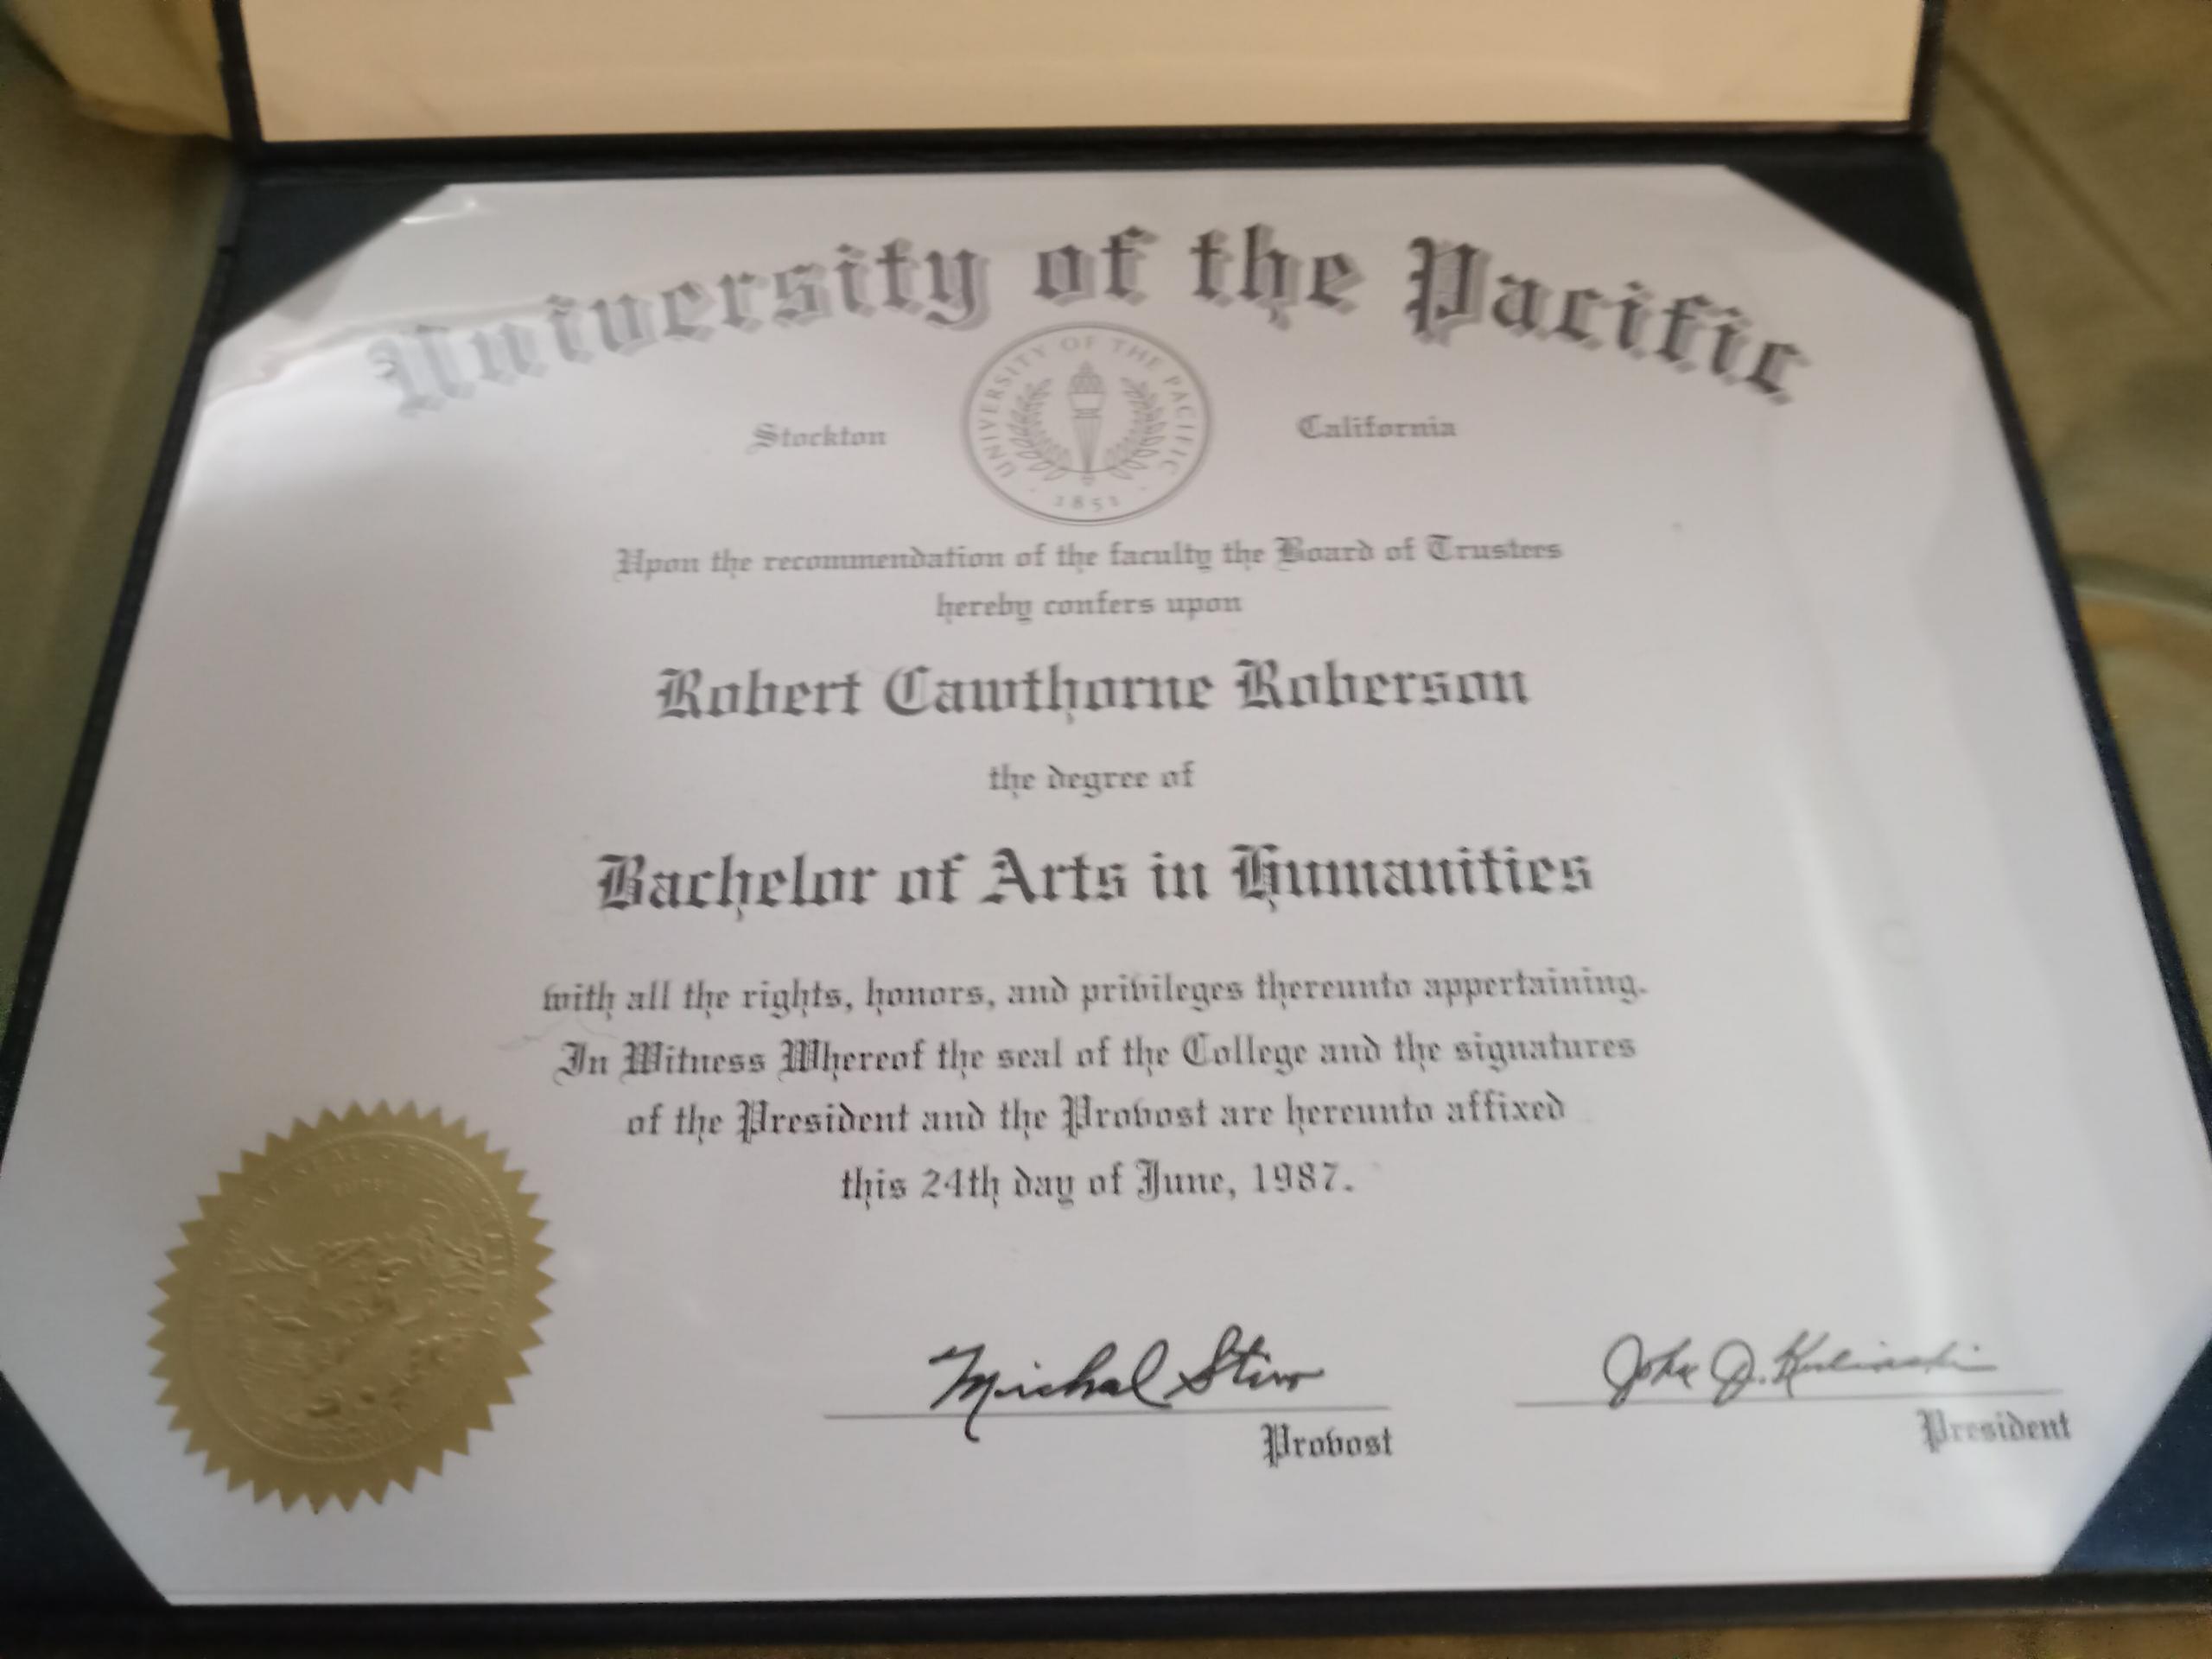 University of the Pacific
Stockton
UNIVERSITY OF THE PACIFIC
1851
California
Upon the recommendation of the faculty the Board of Trustees
hereby confers upon
Robert Cawthorne Roberson
the degree of
Bachelor of Arts in Humanities
with all the rights, honors, and privileges thereunto appertaining.
In Witness Whereof the seal of the College and the signatures
of the President and the Provost are hereunto affixed
this 24th day of June, 1987.
John J.
Provost
President